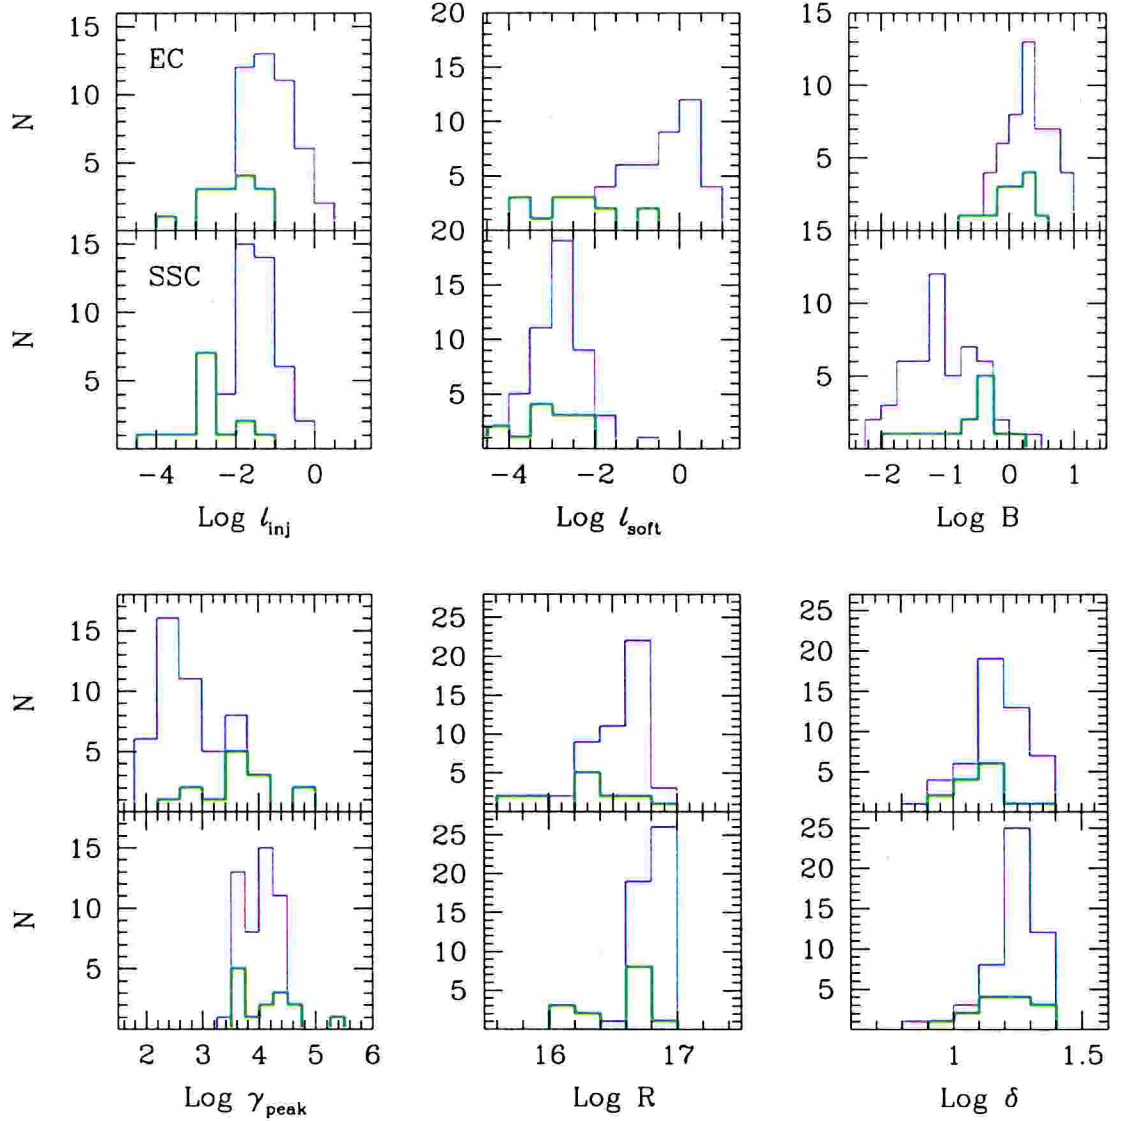 15 20 15
EC
10 15 10
N 10
5 5 5
20 15
15
SSC 15
10 10 10
N
5 5 5
-4 -2 0 -4 -2 0 -2 -1 0 1
Log l_inj Log l_soft Log B
15 25 25
20 20
10 15 15
N 10 10
5 5 5
25 25
15 20 20
10 15 15
N 10 10
5 5 5
2 3 4 5 6 16 17 1 1.5
Log γ_peak Log R Log δ